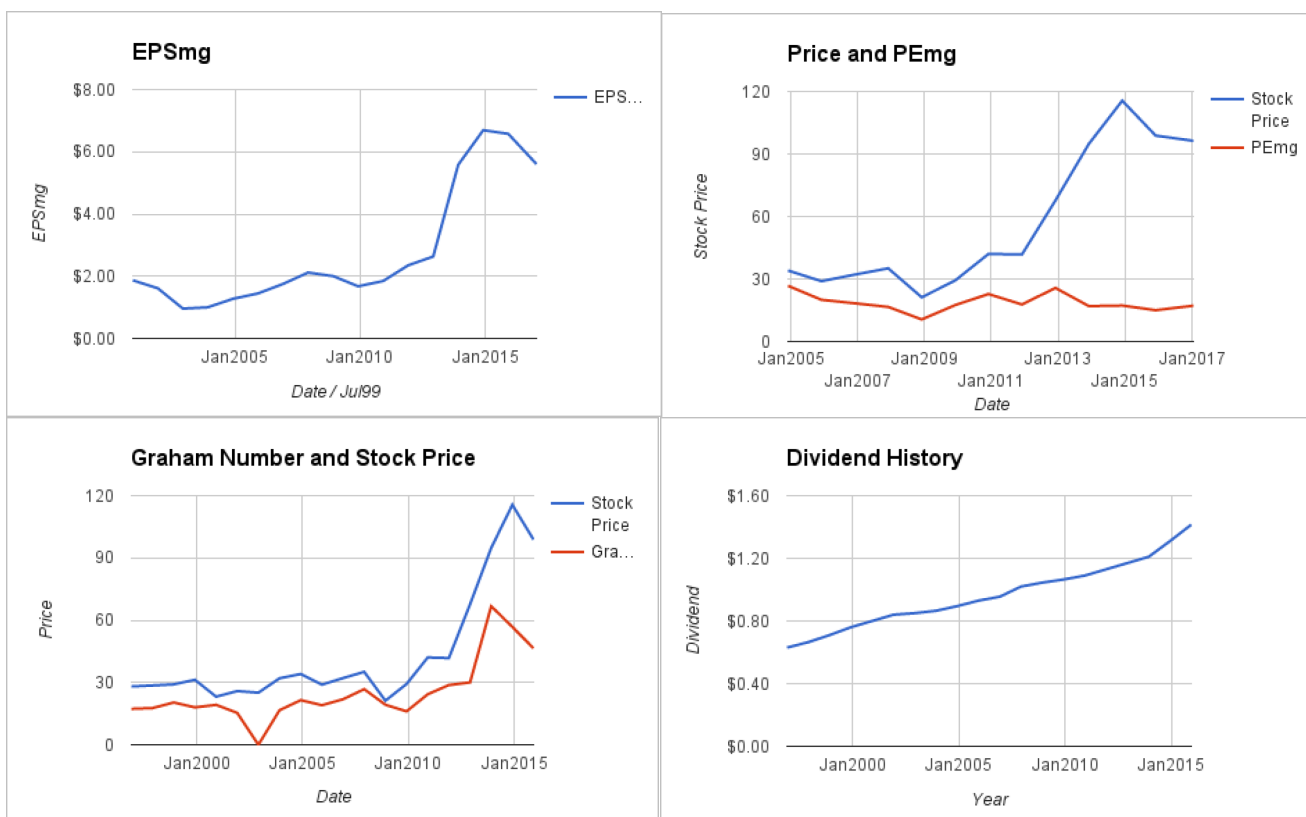 EPSmg
$8.00
$6.00
$4.00
$2.00
$0.00
EPSmg
Jan2005
Jan2010
Jan2015
Date / Jul99
EPS…
Price and PEmg
120
90
60
30
0
Stock Price
Jan2005
Jan2009
Jan2013
Jan2017
Jan2007
Jan2011
Jan2015
Date
Stock
Price
PEmg
Graham Number and Stock Price
120
90
60
30
0
Price
Jan2000
Jan2005
Jan2010
Jan2015
Date
Stock
Price
Gra…
Dividend History
$1.60
$1.20
$0.80
$0.40
$0.00
Dividend
Jan2000
Jan2005
Jan2010
Jan2015
Year